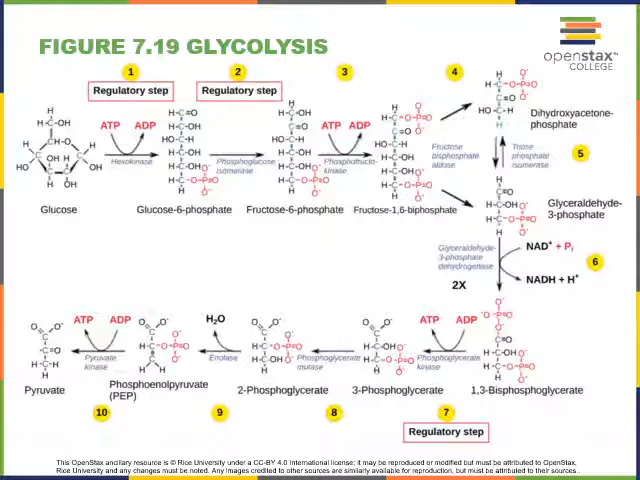 FIGURE 7.19 GLYCOLYSIS
openstax™
COLLEGE
1
2
3
4
Regulatory step
Regulatory step
ATP ADP
ATP ADP
Hexokinase
Phosphoglucose
isomerase
Phosphofructo-
kinase
Fructose
bisphosphate
aldose
Triose
phosphate
isomerase
5
Dihydroxyacetone-
phosphate
Glucose
Glucose-6-phosphate
Fructose-6-phosphate
Fructose-1,6-biphosphate
Glyceraldehyde-
3-phosphate
Glyceraldehyde-
3-phosphate
dehydrogenase
NAD+ + Pi
6
NADH + H+
2X
ATP ADP
H2O
ATP ADP
Pyruvate
kinase
Enolase
Phosphoglycerate
mutase
Phosphoglycerate
kinase
Pyruvate
Phosphoenolpyruvate
(PEP)
2-Phosphoglycerate
3-Phosphoglycerate
1,3-Bisphosphoglycerate
10
9
8
7
Regulatory step
This OpenStax ancillary resource is © Rice University under a CC-BY 4.0 International license; it may be reproduced or modified but must be attributed to OpenStax,
Rice University and any changes must be noted. Any images credited to other sources are similarly available for reproduction, but must be attributed to their sources.